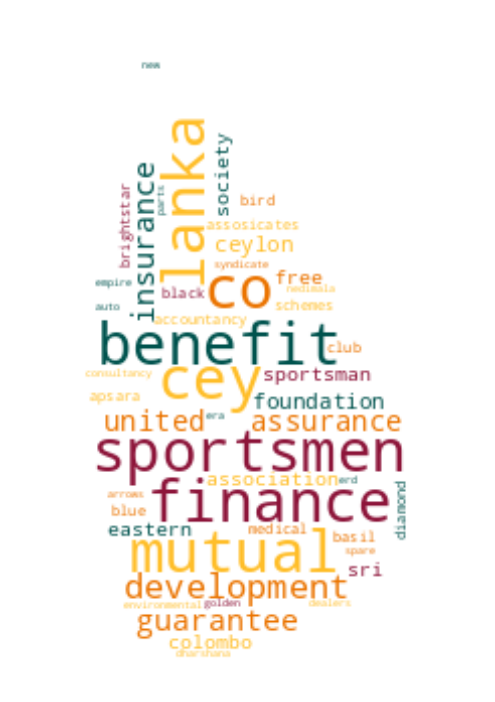 new
lanka
society
insurance
parts
brightstar
bird
assosicates
ceylon
syndicate
co
free
empire
black
nedimala
auto
schemes
accountancy
benefit
club
consultancy
cey
sportsman
apsara
foundation
united
era
assurance
sportsmen
association
erd
finance
arrows
blue
diamond
eastern
medical
basil
mutual
spare
sri
development
environmental
golden
dealers
guarantee
colombo
dharshana